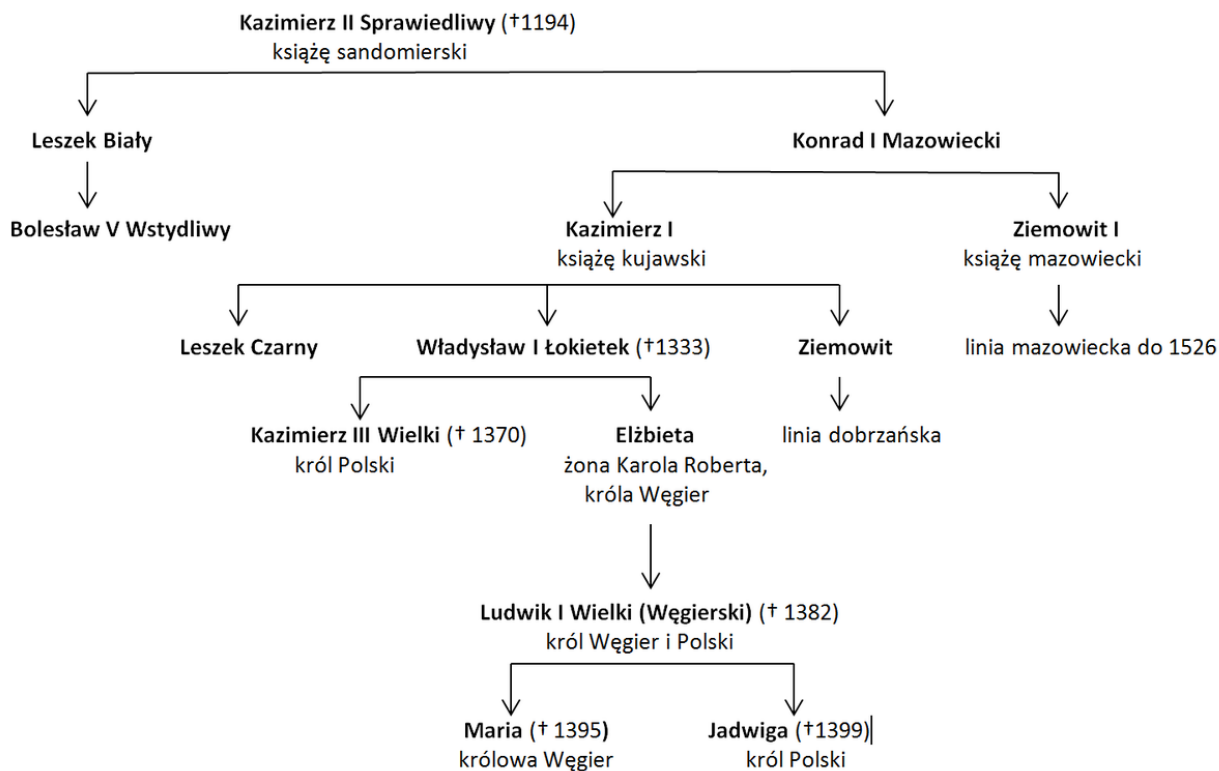 Kazimierz II Sprawiedliwy (†1194)
książę sandomierski
Leszek Biały
Konrad I Mazowiecki
Bolesław V Wstydliwy
Kazimierz I
książę kujawski
Ziemowit I
książę mazowiecki
Leszek Czarny
Władysław I Łokietek (†1333)
Ziemowit
linia mazowiecka do 1526
Kazimierz III Wielki († 1370)
król Polski
Elżbieta
żona Karola Roberta,
króla Węgier
linia dobrzańska
Ludwik I Wielki (Węgierski) († 1382)
król Węgier i Polski
Maria († 1395)
królowa Węgier
Jadwiga (†1399)
król Polski